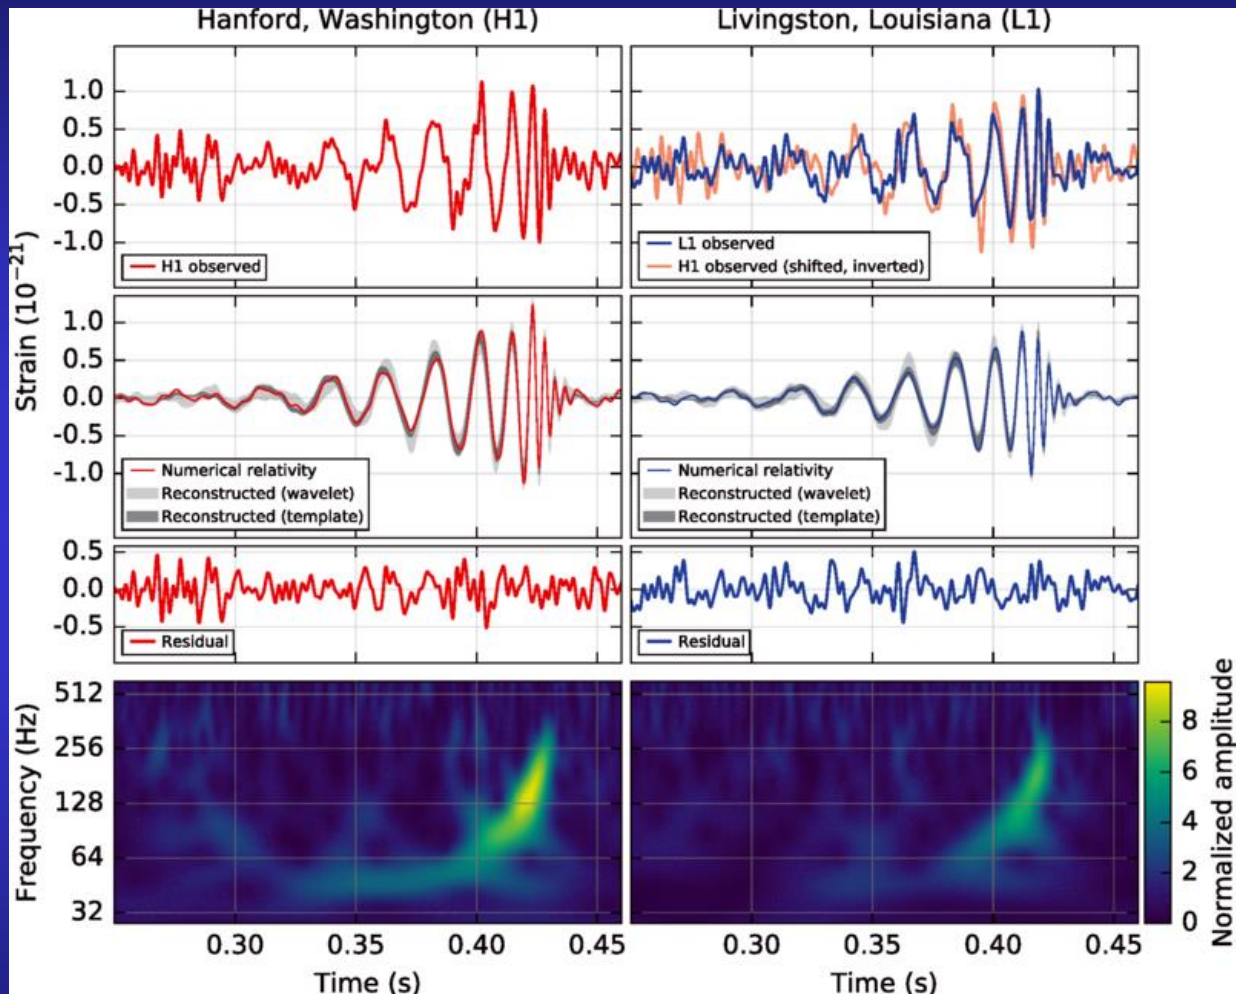 Hanford, Washington (H1)
Livingston, Louisiana (L1)
Strain (10⁻²¹)
1.0
0.5
0.0
-0.5
-1.0
H1 observed
L1 observed
H1 observed (shifted, inverted)
1.0
0.5
0.0
-0.5
-1.0
Numerical relativity
Reconstructed (wavelet)
Reconstructed (template)
Numerical relativity
Reconstructed (wavelet)
Reconstructed (template)
0.5
0.0
-0.5
Residual
Residual
Frequency (Hz)
512
256
128
64
32
0.30
0.35
0.40
0.45
Time (s)
0.30
0.35
0.40
0.45
Time (s)
8
6
4
2
0
Normalized amplitude